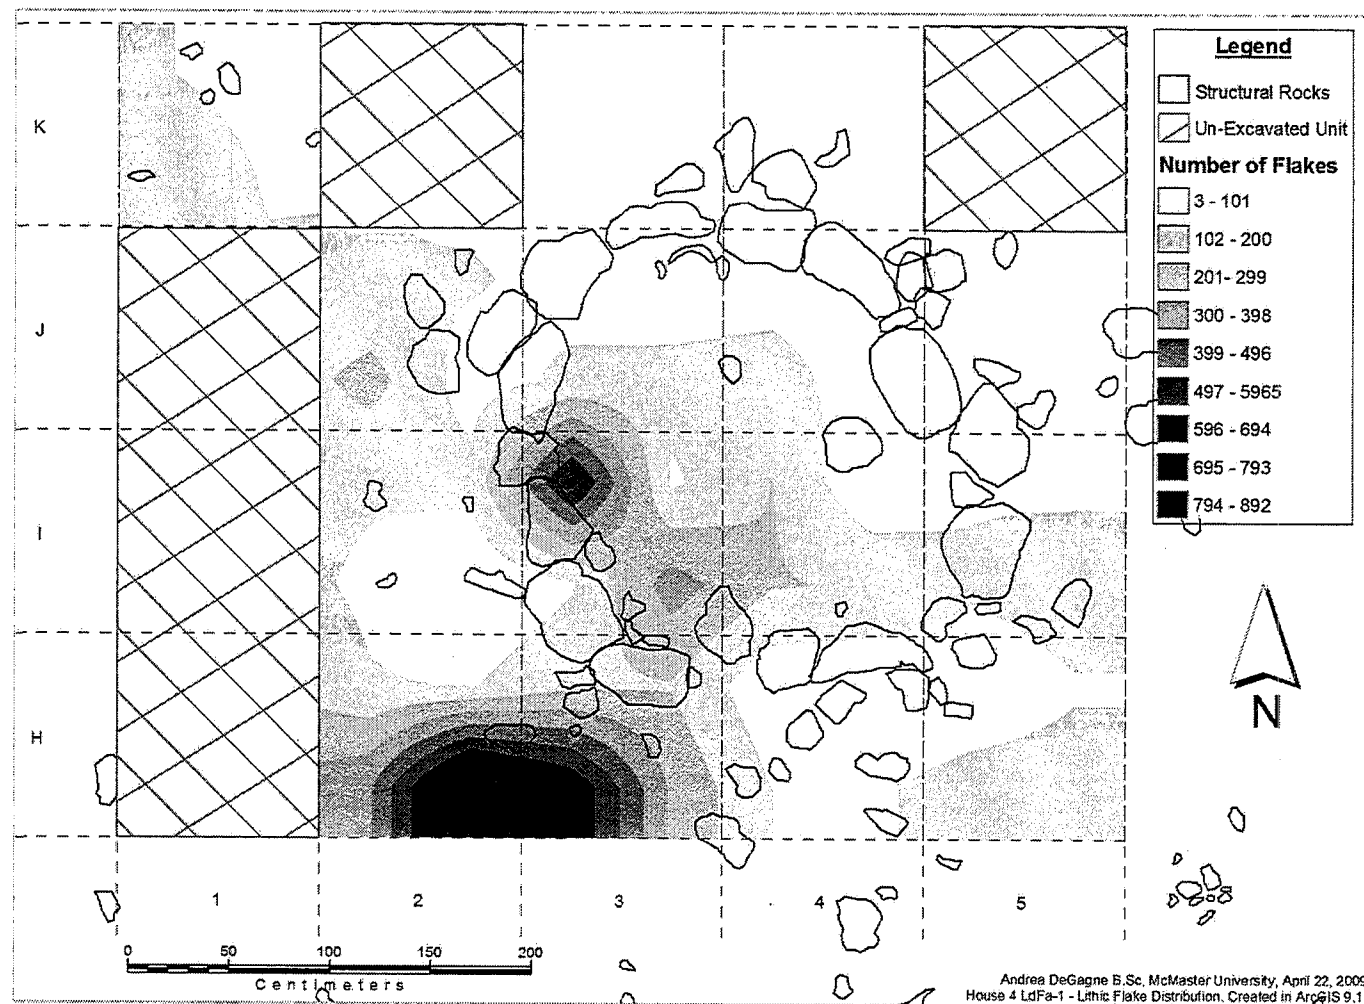 Legend
Structural Rocks
Un-Excavated Unit
Number of Flakes
3 - 101
102 - 200
201- 299
300 - 398
399 - 496
497 - 5965
596 - 694
695 - 793
794 - 892
K
J
I
H
N
1 2 3 4 5
0 50 100 150 200
Centimeters
Andrea DeGagne B.Sc, McMaster University, April 22, 2009
House 4 LdFa-1 - Lithic Flake Distribution. Created in ArcGIS 9.1